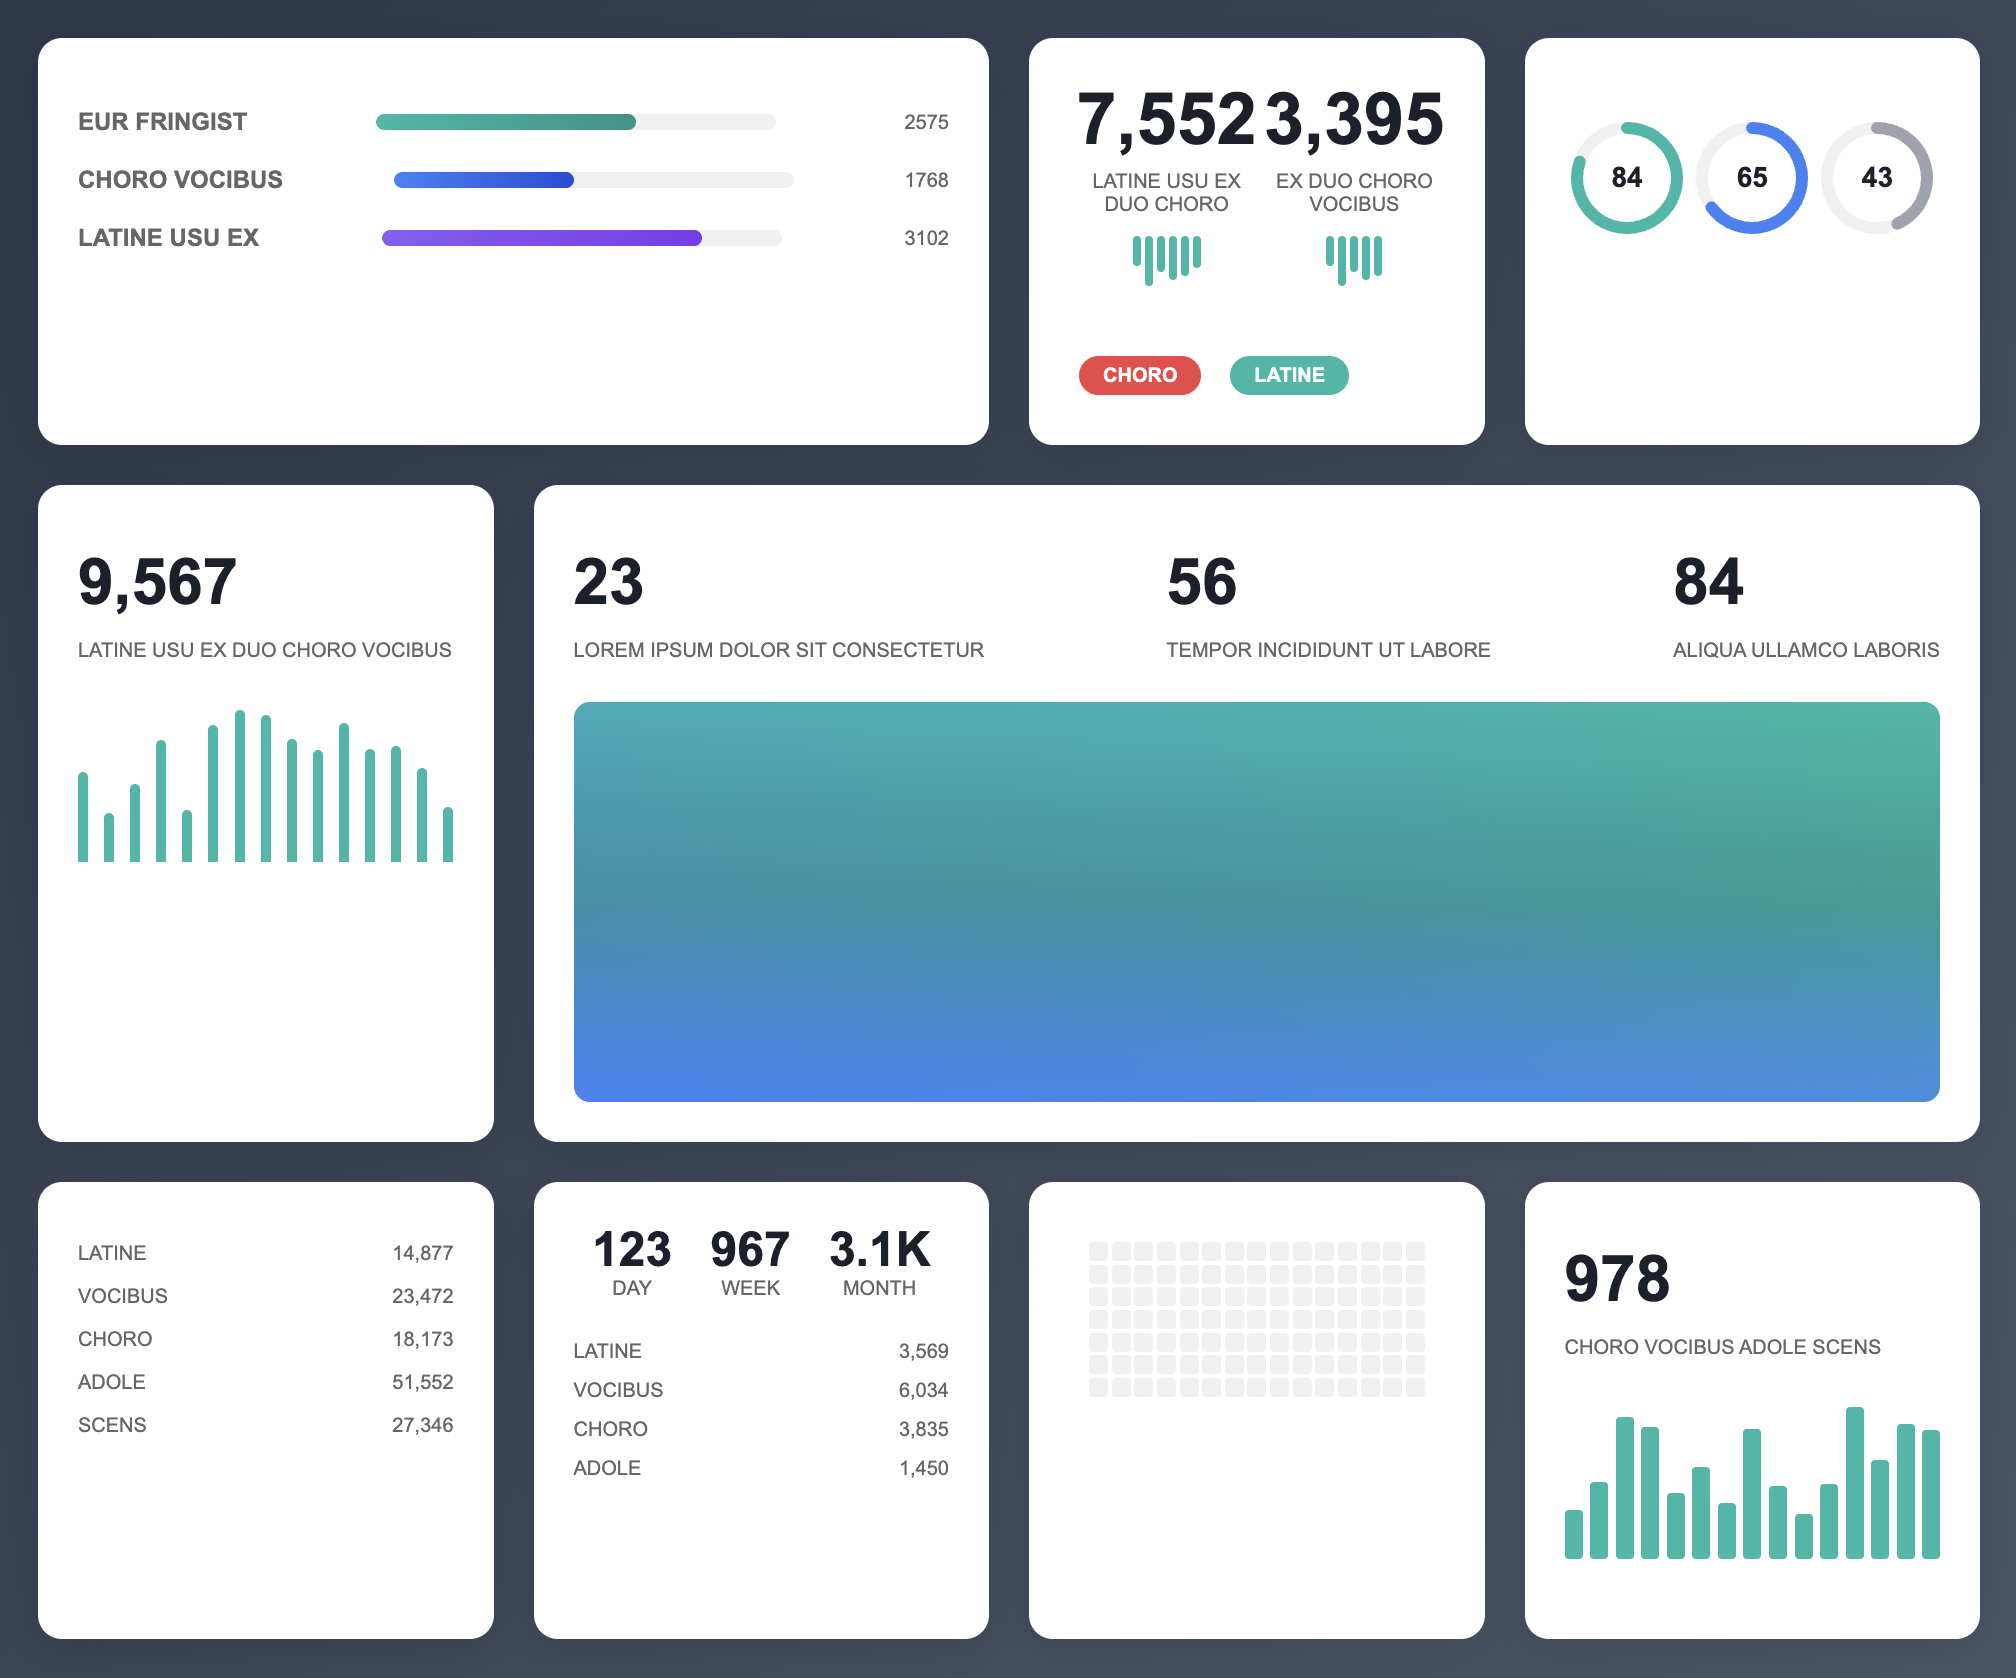 EUR FRINGIST 2575
CHORO VOCIBUS 1768
LATINE USU EX 3102
7,552 3,395
LATINE USU EX EX DUO CHORO
DUO CHORO VOCIBUS
CHORO LATINE
84 65 43
9,567
LATINE USU EX DUO CHORO VOCIBUS
23 56 84
LOREM IPSUM DOLOR SIT CONSECTETUR TEMPOR INCIDIDUNT UT LABORE ALIQUA ULLAMCO LABORIS
LATINE 14,877
VOCIBUS 23,472
CHORO 18,173
ADOLE 51,552
SCENS 27,346
123 967 3.1K
DAY WEEK MONTH
LATINE 3,569
VOCIBUS 6,034
CHORO 3,835
ADOLE 1,450
978
CHORO VOCIBUS ADOLE SCENS